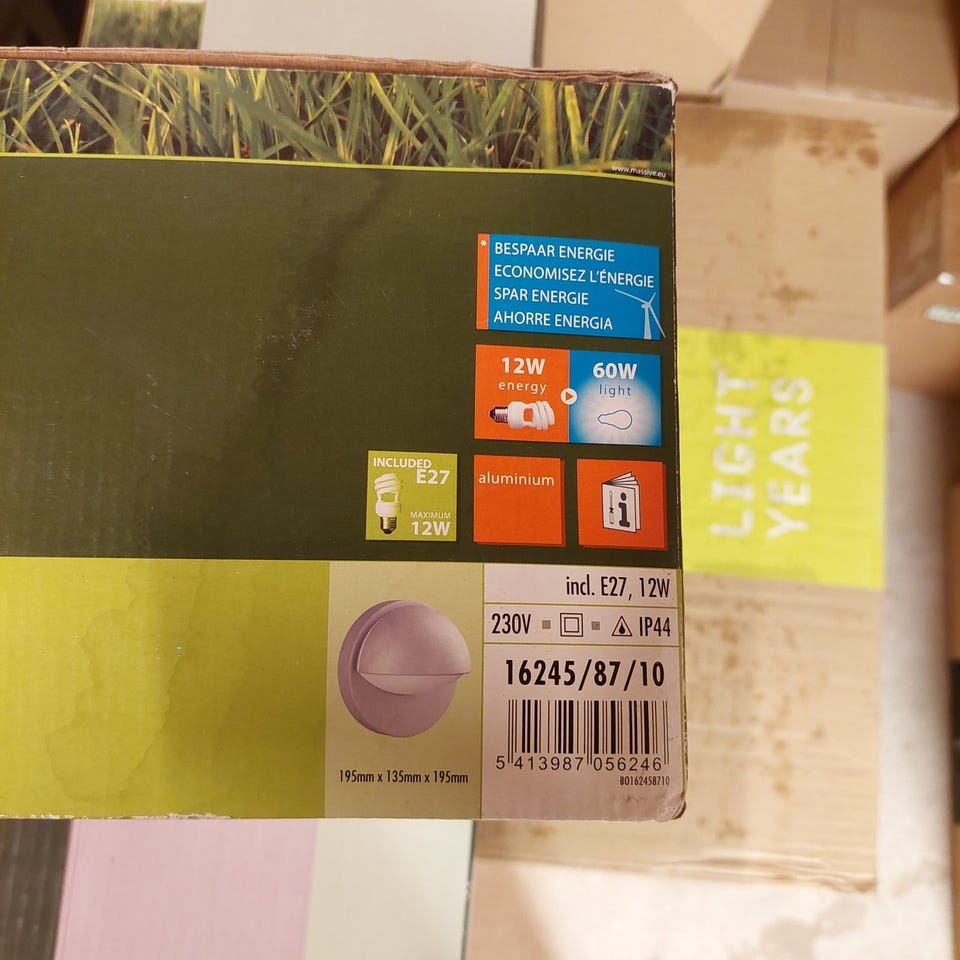 www.massive.eu
* BESPAAR ENERGIE
ECONOMISEZ L'ÉNERGIE
SPAR ENERGIE
AHORRE ENERGIA
12W
energy
60W
light
INCLUDED
E27
MAXIMUM
12W
aluminium
i
incl. E27, 12W
230V IP44
16245/87/10
5 413987 056246
BO162458710
195mm x 135mm x 195mm
LIGHT
YEARS